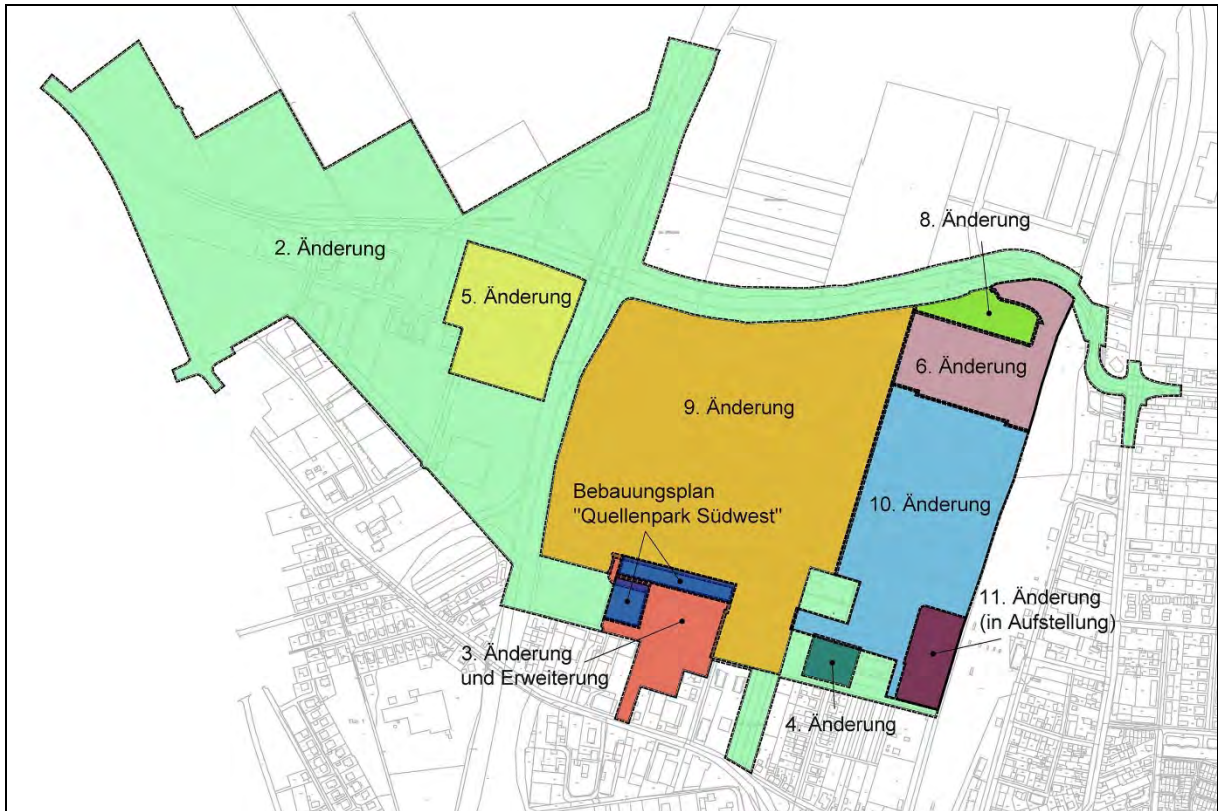 8. Änderung
2. Änderung
5. Änderung
6. Änderung
9. Änderung
Bebauungsplan
"Quellenpark Südwest"
10. Änderung
11. Änderung
(in Aufstellung)
3. Änderung
und Erweiterung
4. Änderung